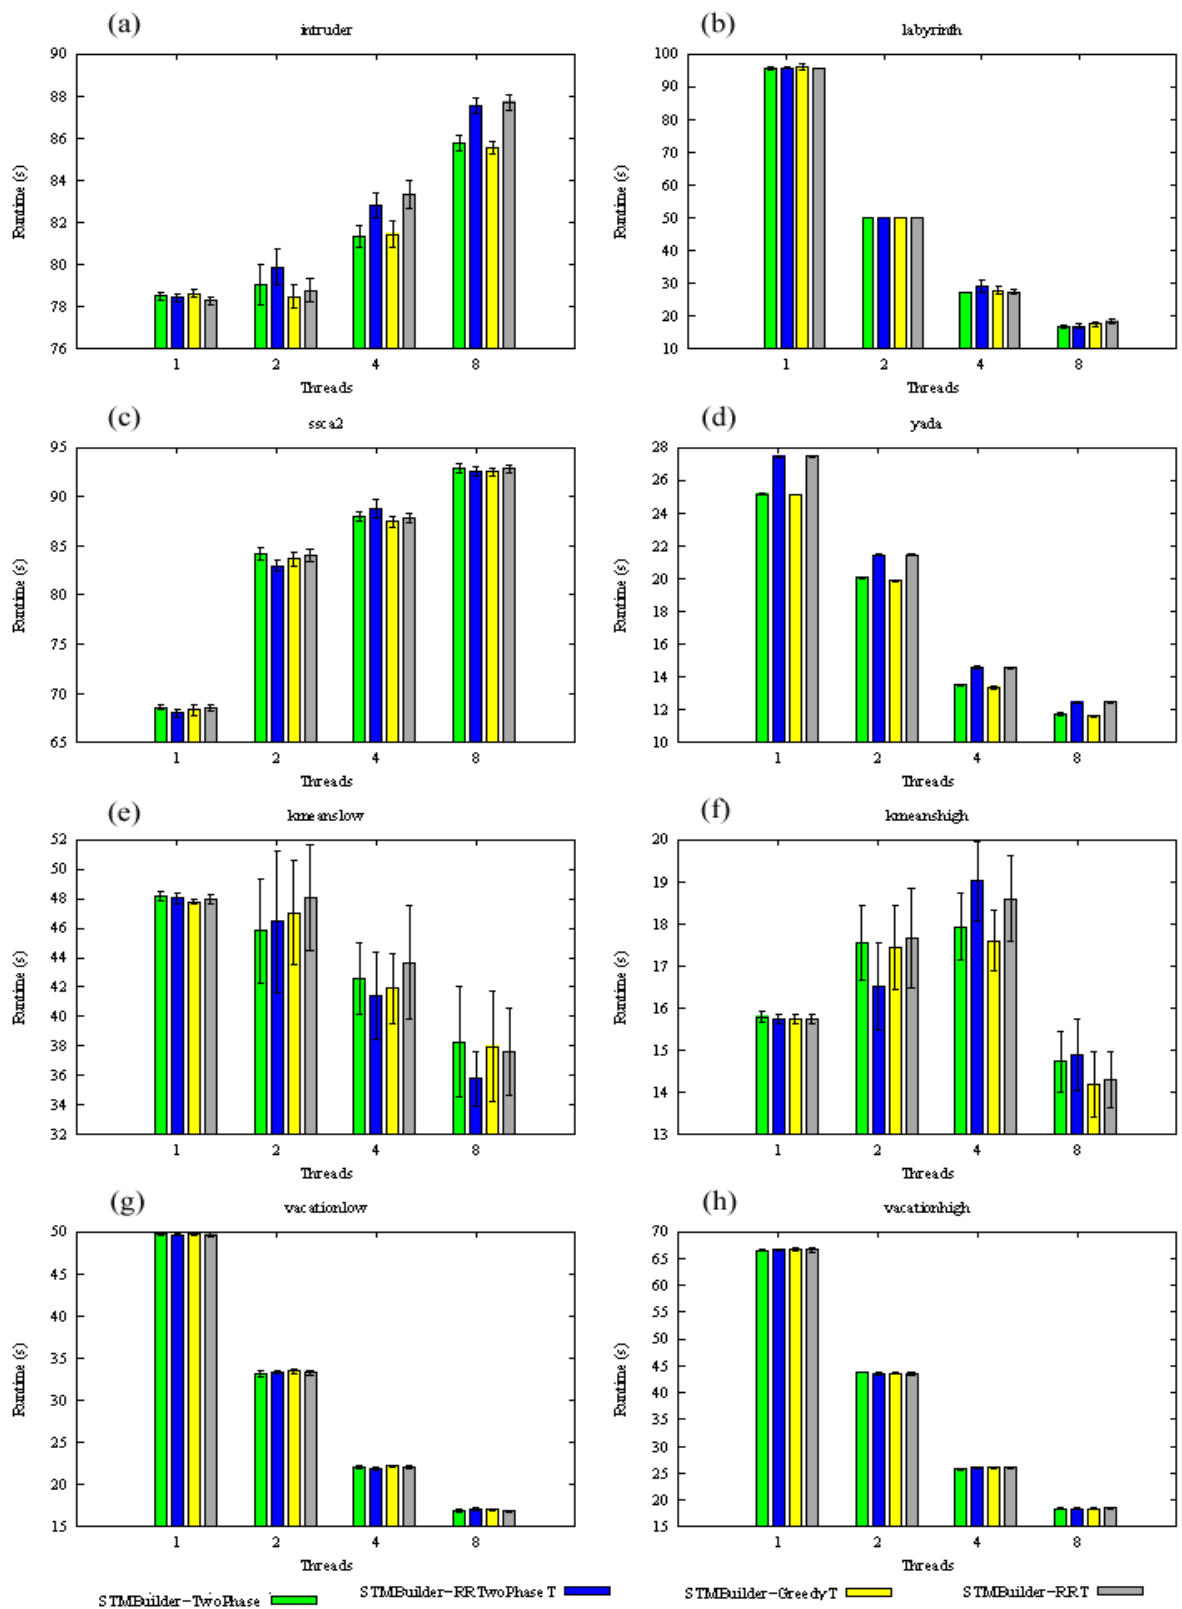 (a) intruder
90
88
86
84
82
80
78
76
Runtime (s)
1 2 4 8
Threads
(b) labyrinth
100
90
80
70
60
50
40
30
20
10
Runtime (s)
1 2 4 8
Threads
(c) ssca2
95
90
85
80
75
70
65
Runtime (s)
1 2 4 8
Threads
(d) yada
28
26
24
22
20
18
16
14
12
10
Runtime (s)
1 2 4 8
Threads
(e) kmeanslow
52
50
48
46
44
42
40
38
36
34
32
Runtime (s)
1 2 4 8
Threads
(f) kmeanshigh
20
19
18
17
16
15
14
13
Runtime (s)
1 2 4 8
Threads
(g) vacationlow
50
45
40
35
30
25
20
15
Runtime (s)
1 2 4 8
Threads
(h) vacationhigh
70
65
60
55
50
45
40
35
30
25
20
15
Runtime (s)
1 2 4 8
Threads
STMBuilder-TwoPhase
STMBuilder-RRTwoPhase T
STMBuilder-GreedyT
STMBuilder-RRT